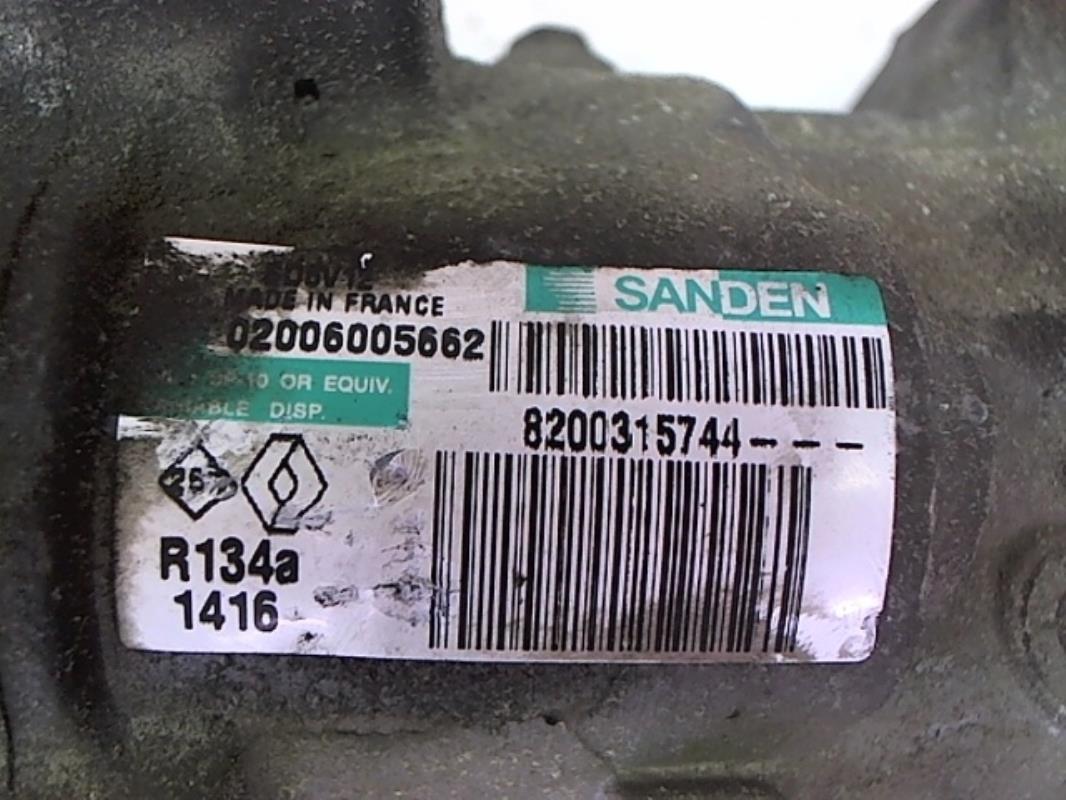 SANDEN
MADE IN FRANCE
02006005662
OR EQUIV.
DISP.
8200315744---
R134a
1416